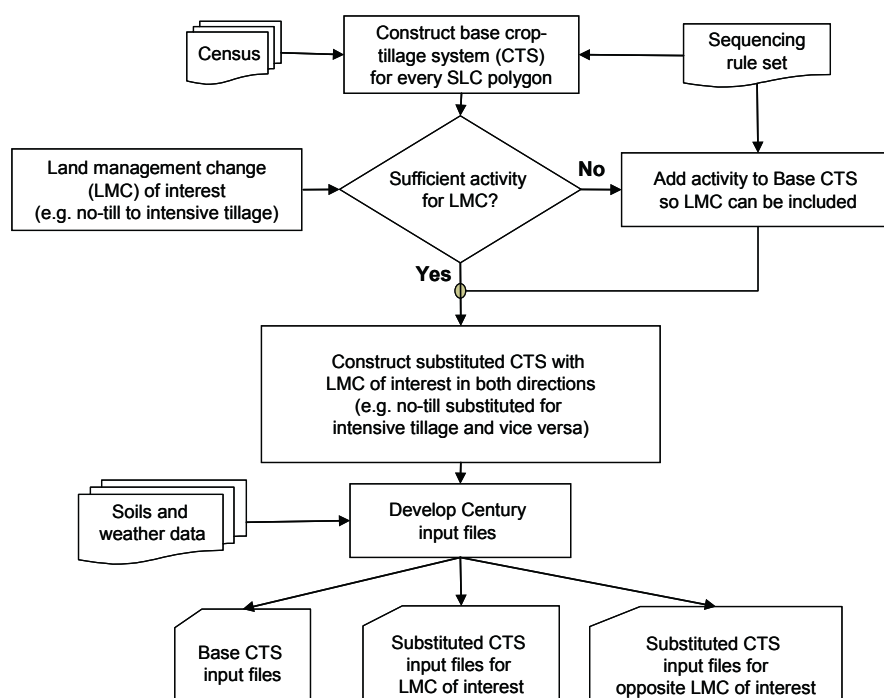 Census
Construct base crop-
tillage system (CTS)
for every SLC polygon
Sequencing
rule set
Land management change
(LMC) of interest
(e.g. no-till to intensive tillage)
Sufficient activity
for LMC?
No
Add activity to Base CTS
so LMC can be included
Yes
Construct substituted CTS with
LMC of interest in both directions
(e.g. no-till substituted for
intensive tillage and vice versa)
Soils and
weather data
Develop Century
input files
Base CTS
input files
Substituted CTS
input files for
LMC of interest
Substituted CTS
input files for
opposite LMC of interest